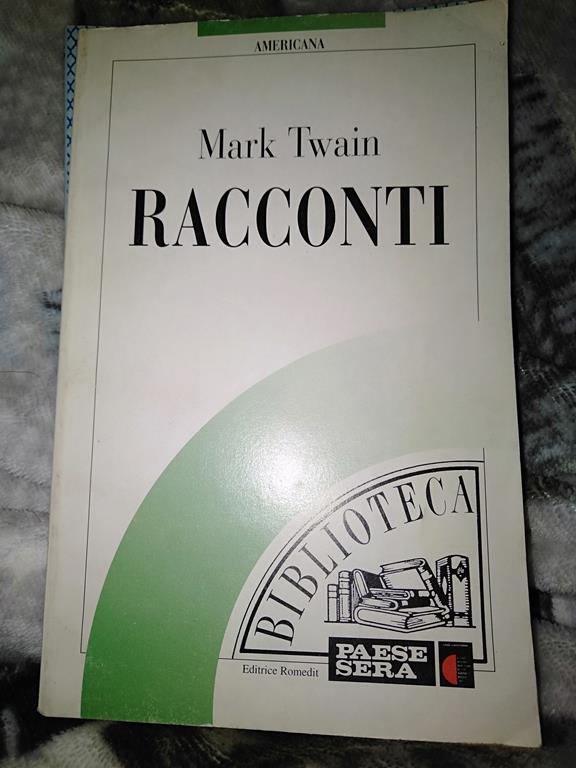 AMERICANA
Mark Twain
RACCONTI
BIBLIOTECA
PAESE
SERA
Editrice Romedit